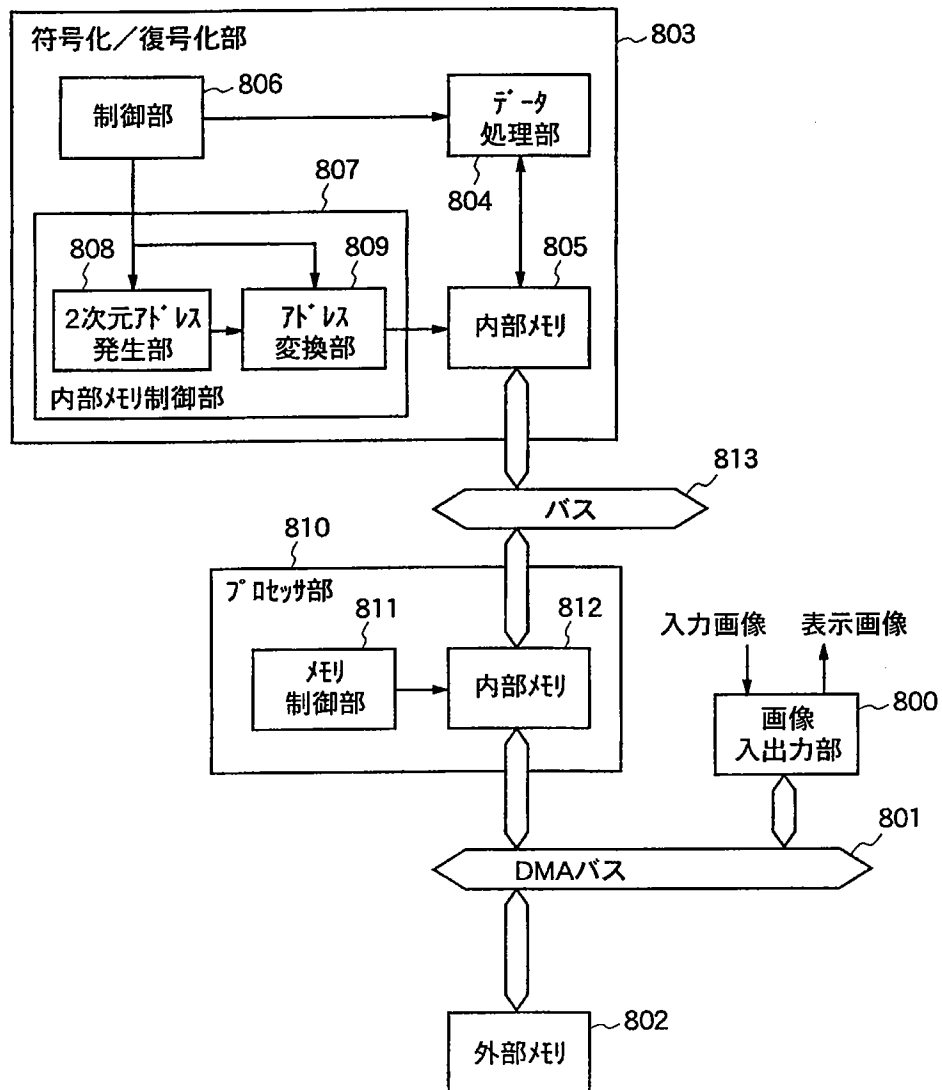 符号化／復号化部
803
806
制御部
ﾃﾞｰﾀ
処理部
804
807
808
809
805
2次元ｱﾄﾞﾚｽ
発生部
ｱﾄﾞﾚｽ
変換部
内部ﾒﾓﾘ
内部ﾒﾓﾘ制御部
813
バス
810
ﾌﾟﾛｾｯｻ部
811
812
ﾒﾓﾘ
制御部
内部ﾒﾓﾘ
入力画像
表示画像
800
画像
入出力部
801
DMAバス
802
外部ﾒﾓﾘ